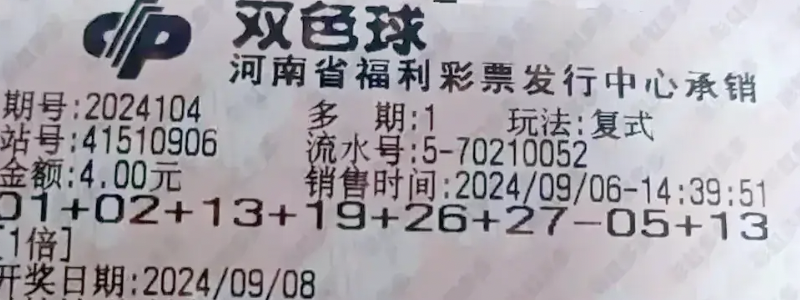 双色球
河南省福利彩票发行中心承销
期号:2024104 多 期:1 玩法:复式
站号:41510906 流水号:5-70210052
金额:4.00元 销售时间:2024/09/06-14:39:51
01+02+13+19+26+27-05+13
[1倍]
开奖日期:2024/09/08